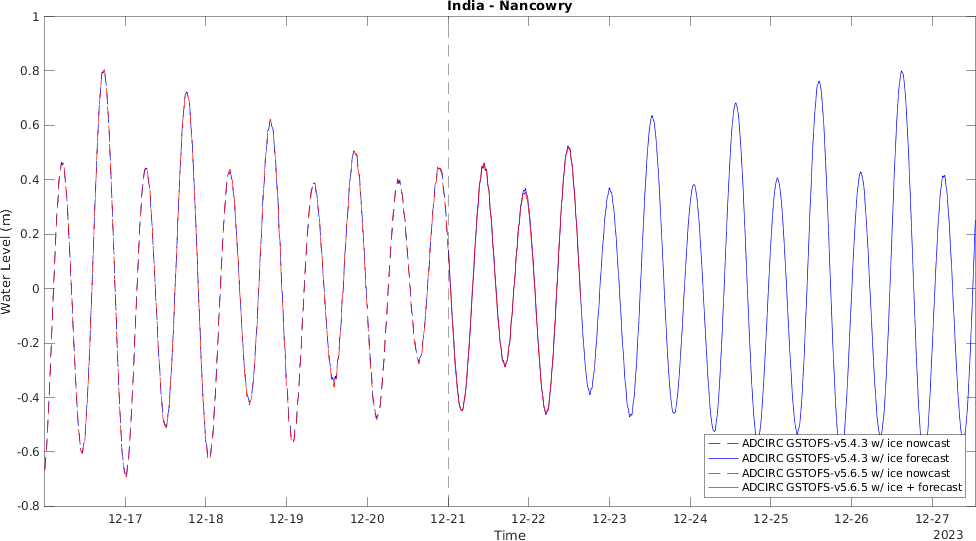 India - Nancowry
1
0.8
0.6
0.4
0.2
0
-0.2
-0.4
-0.6
-0.8
Water Level (m)
ADCIRC GSTOFS-v5.4.3 w/ ice nowcast
ADCIRC GSTOFS-v5.4.3 w/ ice forecast
ADCIRC GSTOFS-v5.6.5 w/ ice nowcast
ADCIRC GSTOFS-v5.6.5 w/ ice + forecast
12-17 12-18 12-19 12-20 12-21 12-22 12-23 12-24 12-25 12-26 12-27
Time
2023